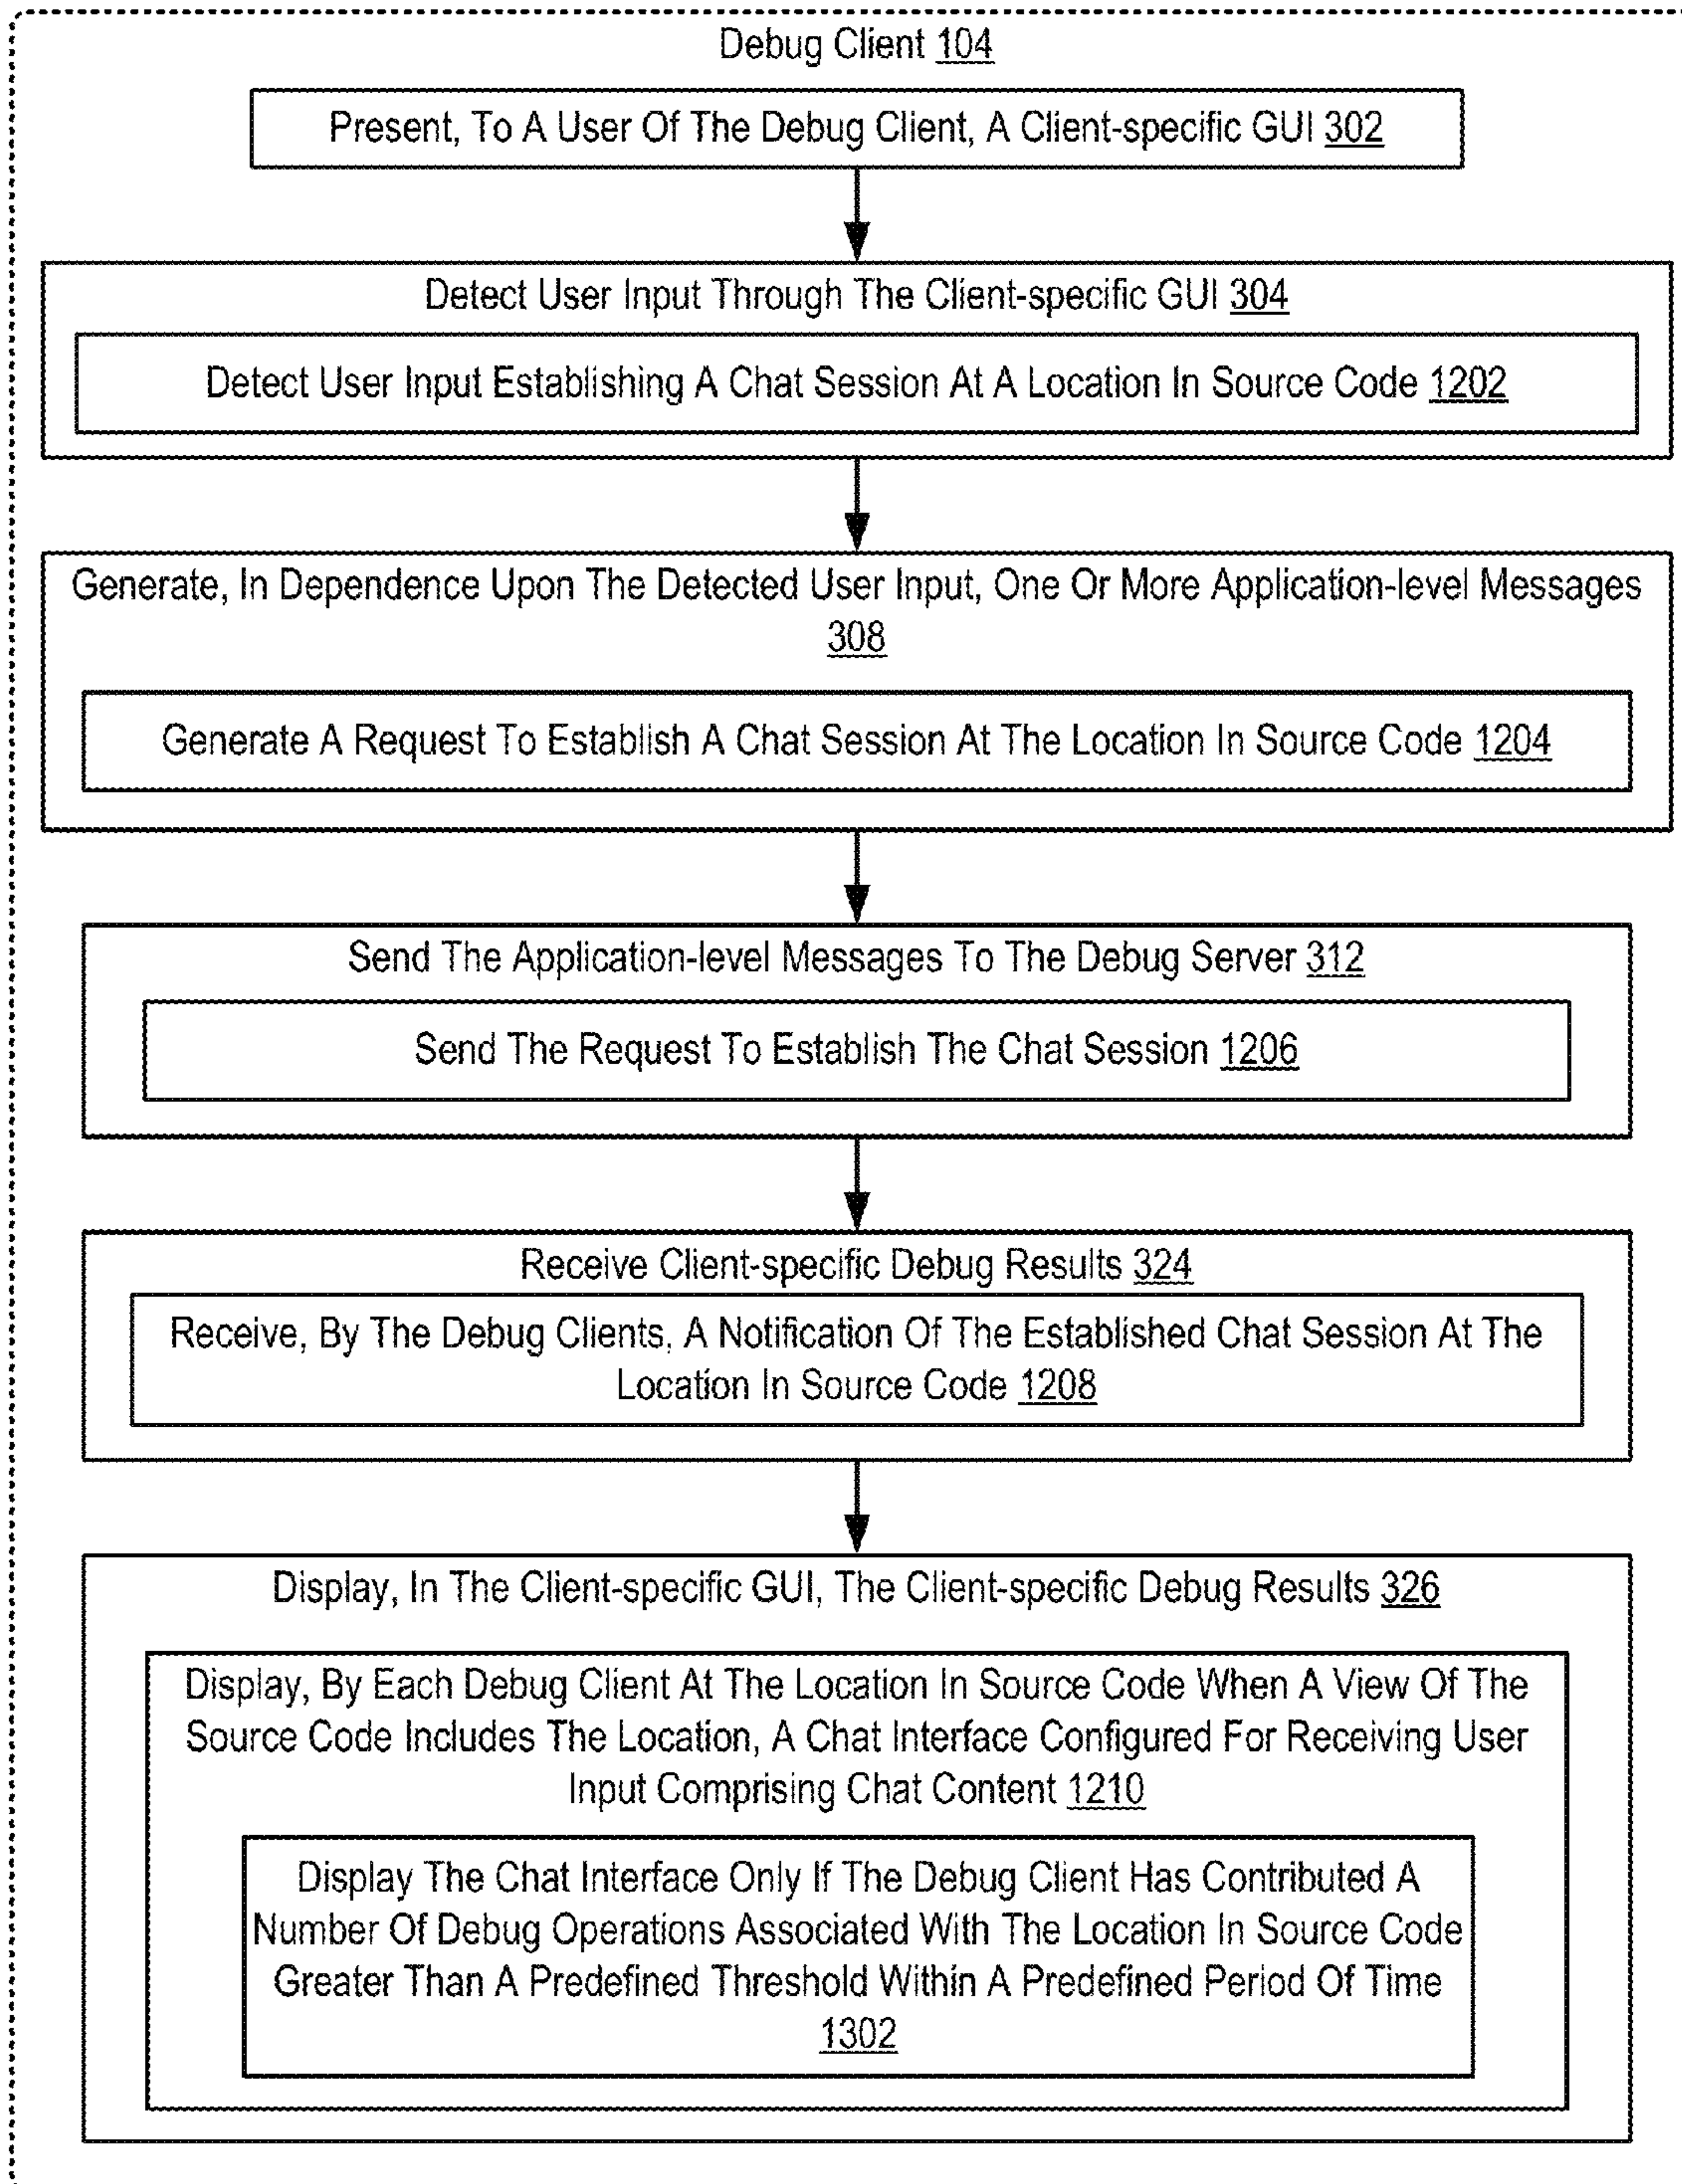 Debug Client 104
Present, To A User Of The Debug Client, A Client-specific GUI 302
Detect User Input Through The Client-specific GUI 304
Detect User Input Establishing A Chat Session At A Location In Source Code 1202
Generate, In Dependence Upon The Detected User Input, One Or More Application-level Messages
308
Generate A Request To Establish A Chat Session At The Location In Source Code 1204
Send The Application-level Messages To The Debug Server 312
Send The Request To Establish The Chat Session 1206
Receive Client-specific Debug Results 324
Receive, By The Debug Clients, A Notification Of The Established Chat Session At The
Location In Source Code 1208
Display, In The Client-specific GUI, The Client-specific Debug Results 326
Display, By Each Debug Client At The Location In Source Code When A View Of The
Source Code Includes The Location, A Chat Interface Configured For Receiving User
Input Comprising Chat Content 1210
Display The Chat Interface Only If The Debug Client Has Contributed A
Number Of Debug Operations Associated With The Location In Source Code
Greater Than A Predefined Threshold Within A Predefined Period Of Time
1302